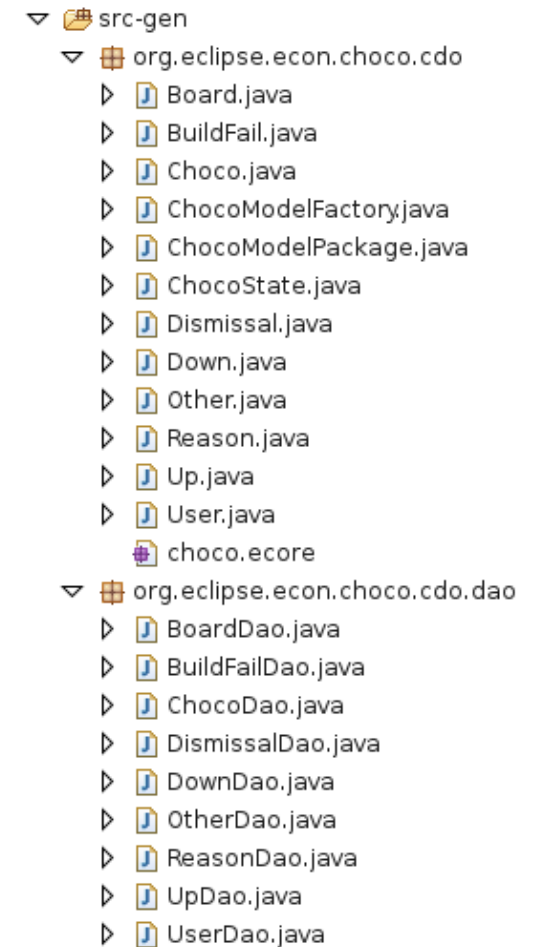 src-gen
org.eclipse.econ.choco.cdo
Board.java
BuildFail.java
Choco.java
ChocoModelFactory.java
ChocoModelPackage.java
ChocoState.java
Dismissal.java
Down.java
Other.java
Reason.java
Up.java
User.java
choco.ecore
org.eclipse.econ.choco.cdo.dao
BoardDao.java
BuildFailDao.java
ChocoDao.java
DismissalDao.java
DownDao.java
OtherDao.java
ReasonDao.java
UpDao.java
UserDao.java